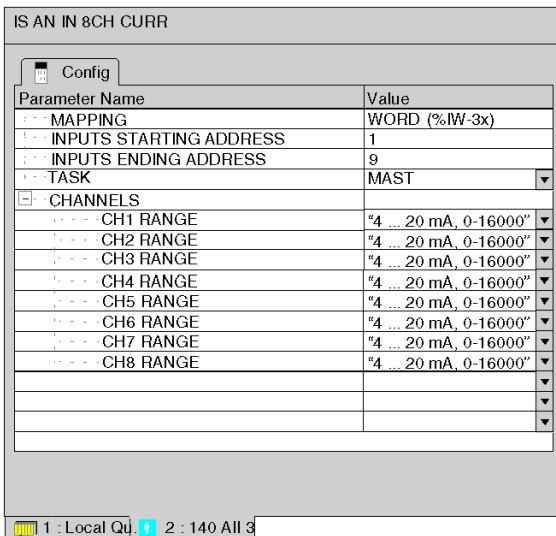 IS AN IN 8CH CURR
Config
Parameter Name Value
MAPPING WORD (%IW-3x)
INPUTS STARTING ADDRESS 1
INPUTS ENDING ADDRESS 9
TASK MAST
CHANNELS
CH1 RANGE "4 ... 20 mA, 0-16000"
CH2 RANGE "4 ... 20 mA, 0-16000"
CH3 RANGE "4 ... 20 mA, 0-16000"
CH4 RANGE "4 ... 20 mA, 0-16000"
CH5 RANGE "4 ... 20 mA, 0-16000"
CH6 RANGE "4 ... 20 mA, 0-16000"
CH7 RANGE "4 ... 20 mA, 0-16000"
CH8 RANGE "4 ... 20 mA, 0-16000"
1 : Local Qu. 2 : 140 AII 3